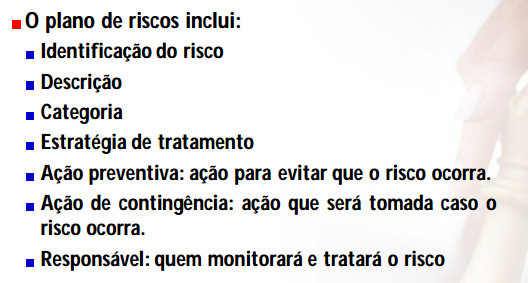 O plano de riscos inclui:
Identificação do risco
Descrição
Categoria
Estratégia de tratamento
Ação preventiva: ação para evitar que o risco ocorra.
Ação de contingência: ação que será tomada caso o
risco ocorra.
Responsável: quem monitorará e tratará o risco